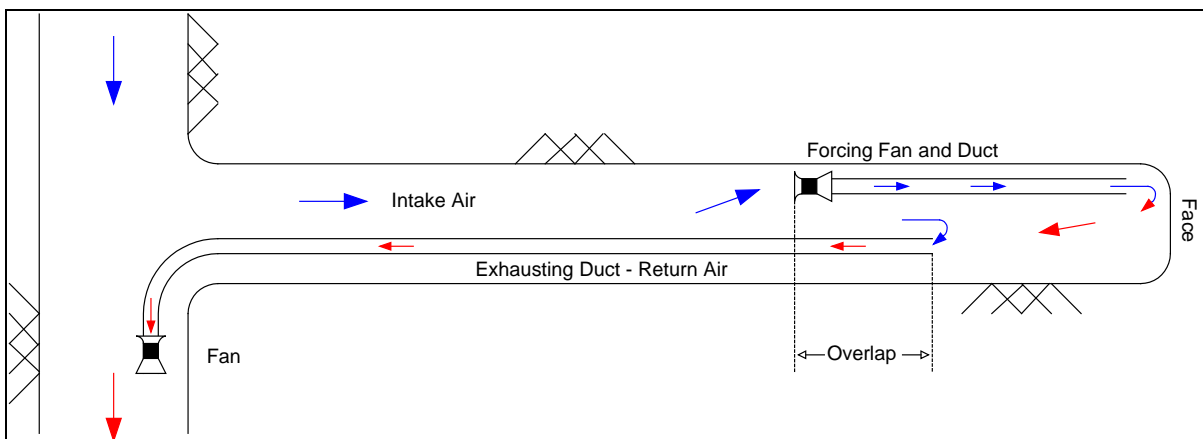 Forcing Fan and Duct
Intake Air
Face
Exhausting Duct - Return Air
Fan
Overlap